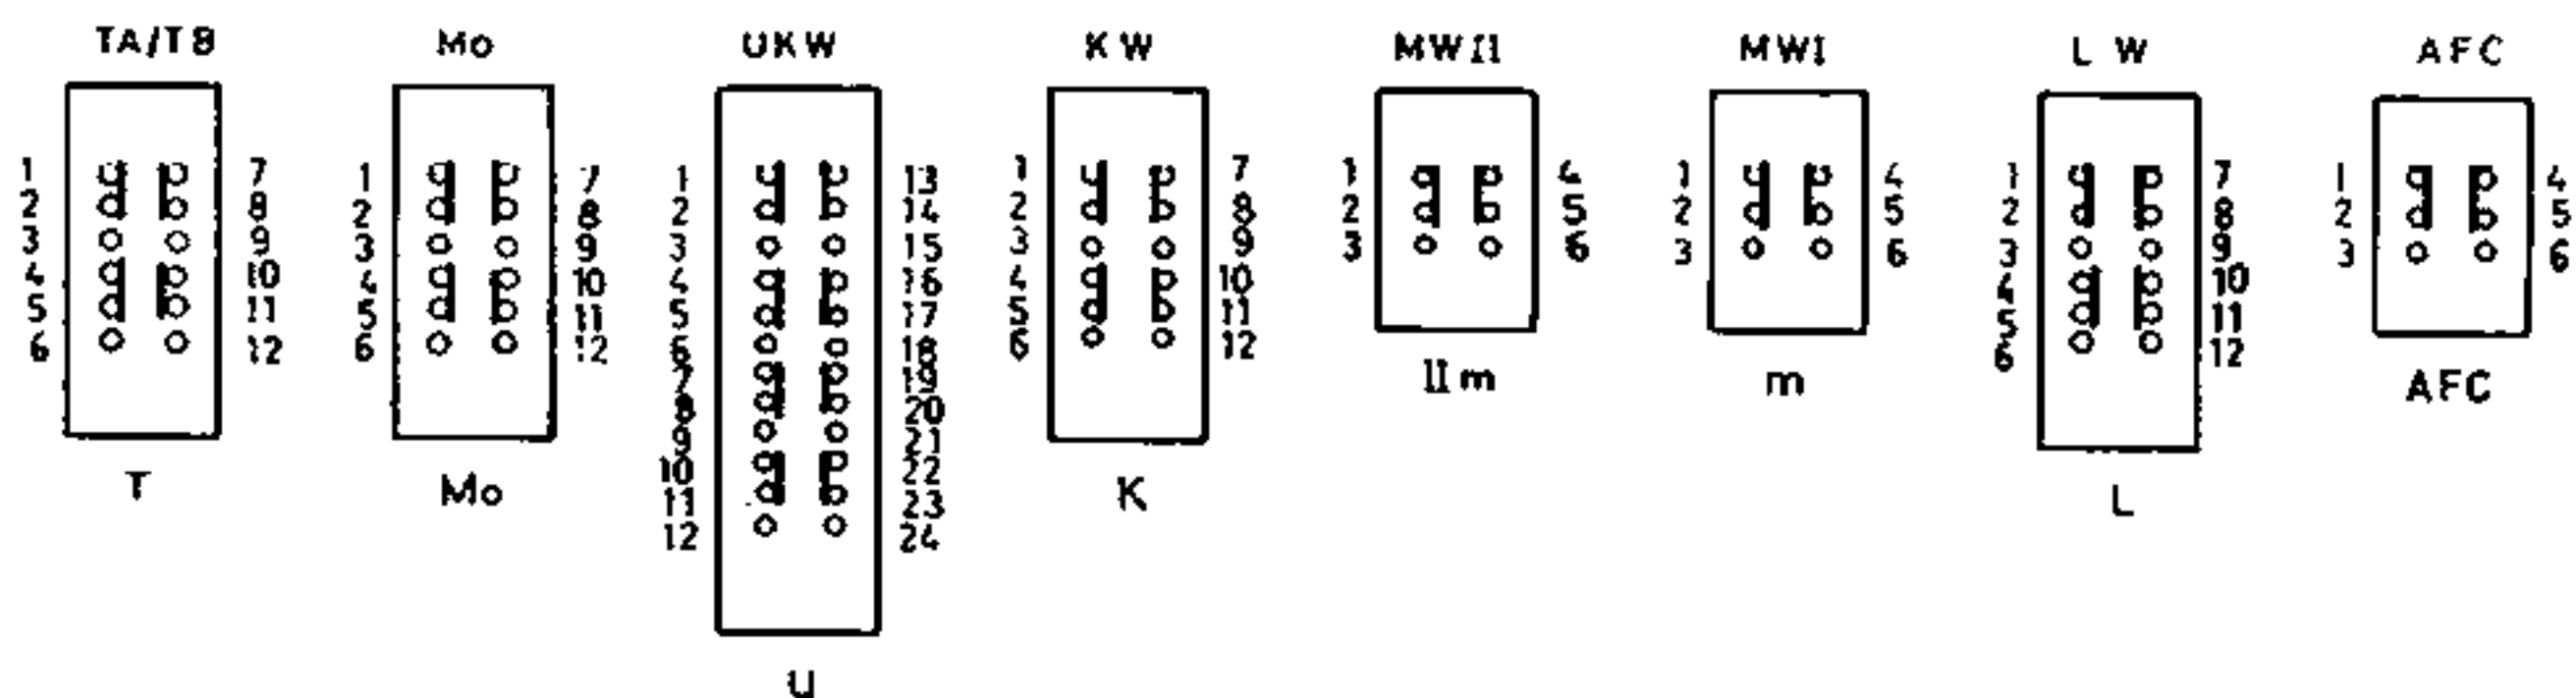 TA/TB Mo UKW KW MWII MWI LW AFC
1 7 1 7 1 13 1 7 1 4 1 4 1 7 1 4
2 8 2 8 2 14 2 8 2 5 2 5 2 8 2 5
3 9 3 9 3 15 3 9 3 6 3 6 3 9 3 6
4 10 4 10 4 16 4 10 4 10
5 11 5 11 5 17 5 11 5 11
6 12 6 12 6 18 6 12 6 12
7 19
8 20
9 21
10 22
11 23
12 24
IIm m AFC
T Mo K L
U